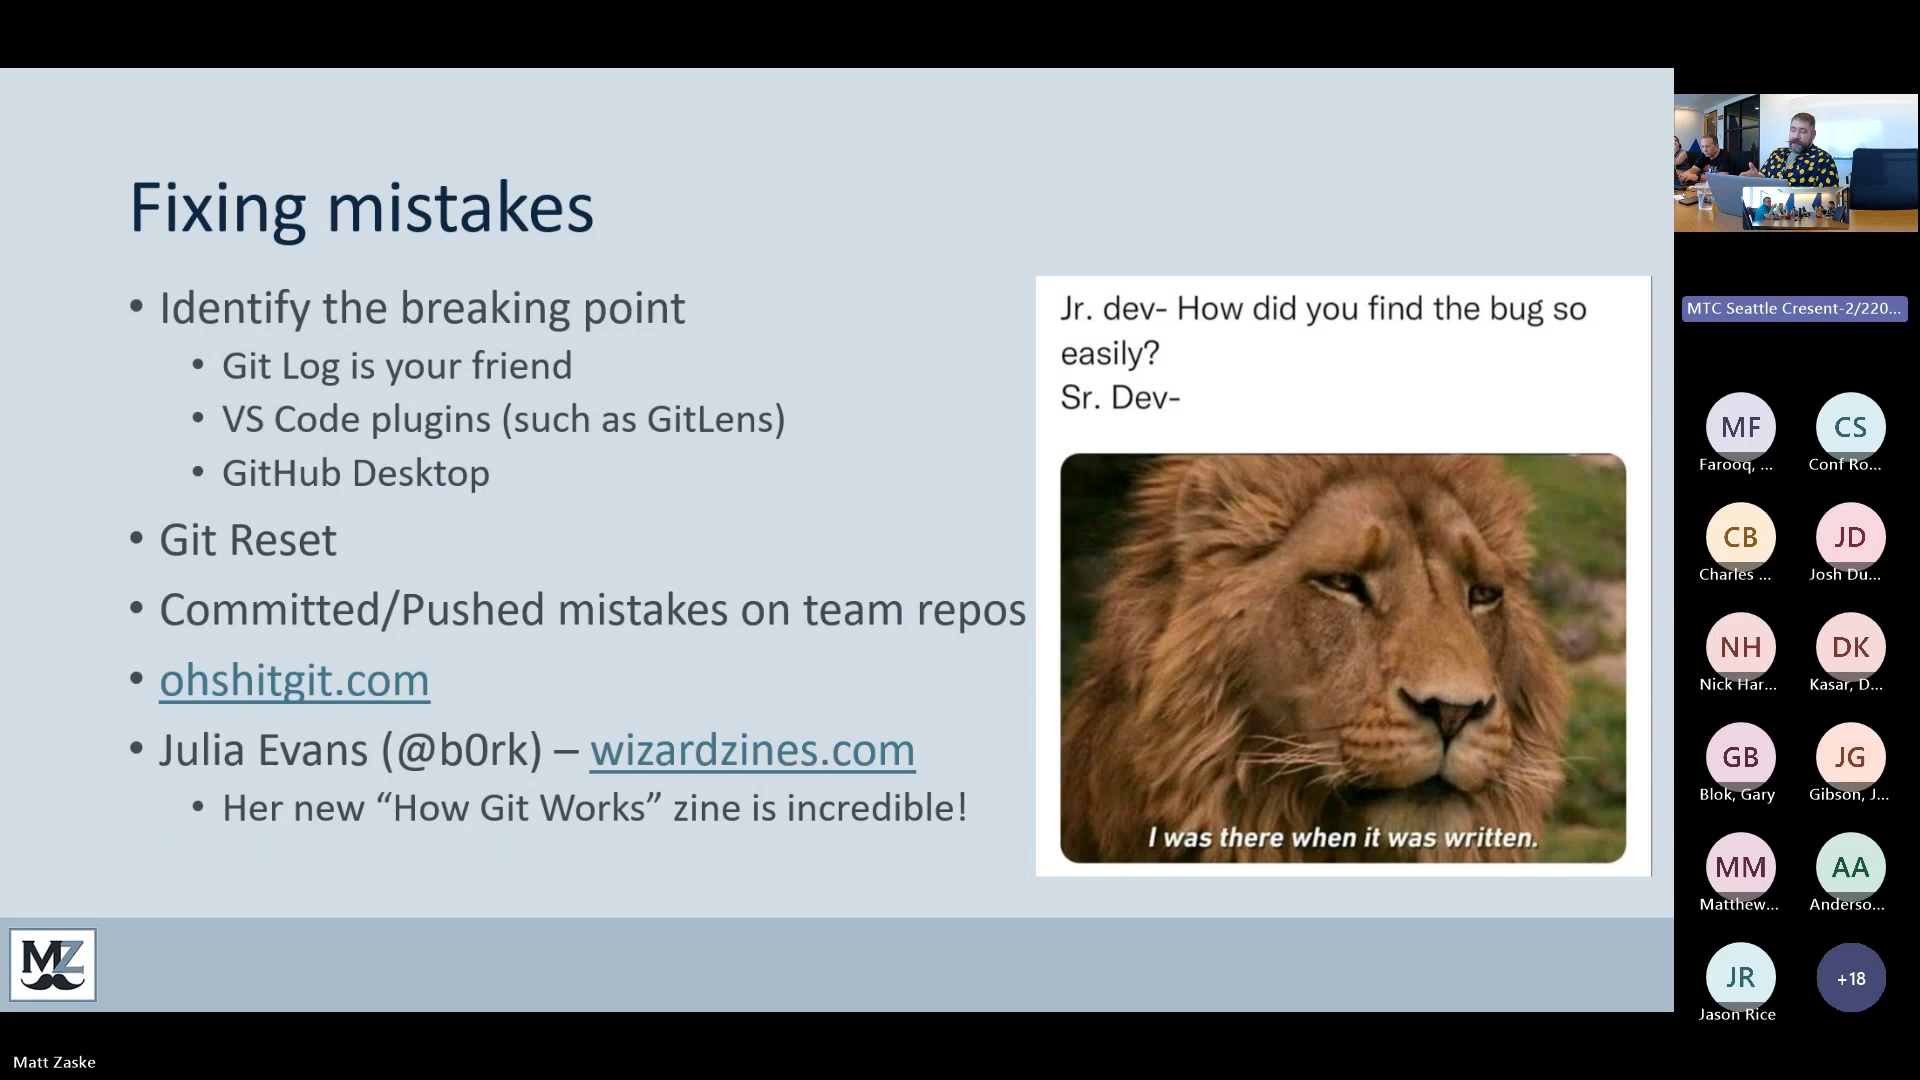 Fixing mistakes
• Identify the breaking point
• Git Log is your friend
• VS Code plugins (such as GitLens)
• GitHub Desktop
• Git Reset
• Committed/Pushed mistakes on team repos
• ohshitgit.com
• Julia Evans (@b0rk) – wizardzines.com
• Her new “How Git Works” zine is incredible!
Jr. dev- How did you find the bug so
easily?
Sr. Dev-
I was there when it was written.
MZ
Matt Zaske
MTC Seattle Cresent-2/220...
MF
Farooq, ...
CS
Conf Ro...
CB
Charles ...
JD
Josh Du...
NH
Nick Har...
DK
Kasar, D...
GB
Blok, Gary
JG
Gibson, J...
MM
Matthew...
AA
Anderso...
JR
Jason Rice
+18